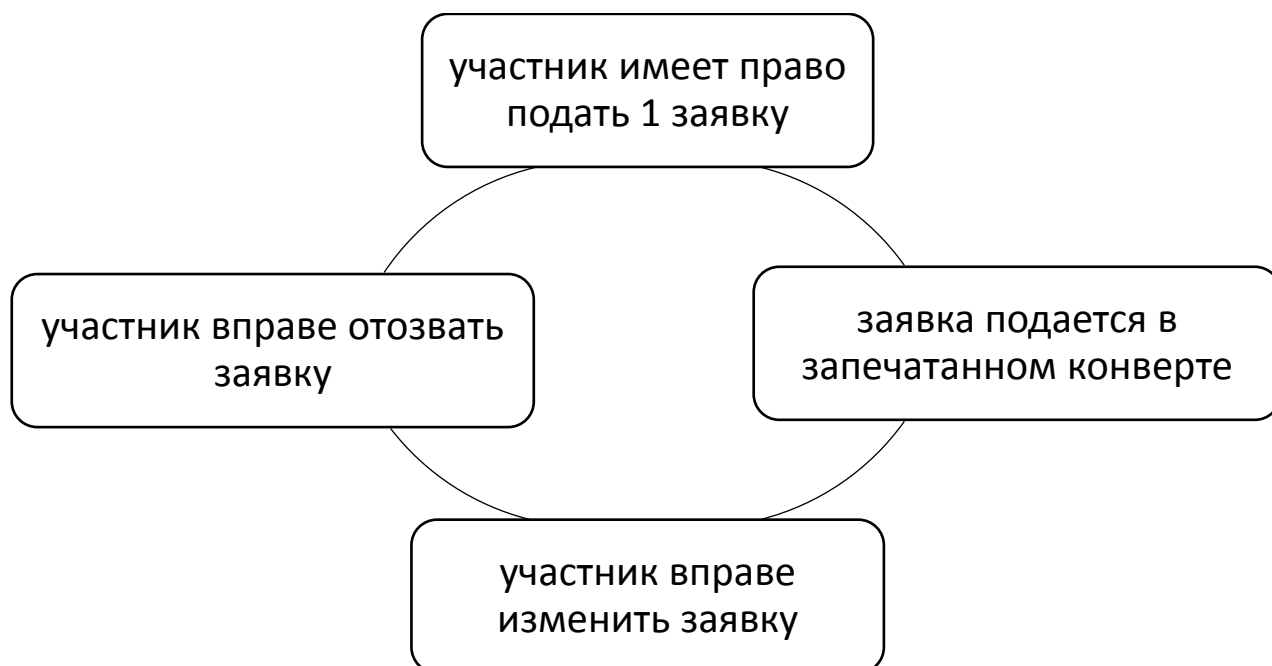 участник имеет право
подать 1 заявку
участник вправе отозвать
заявку
заявка подается в
запечатанном конверте
участник вправе
изменить заявку